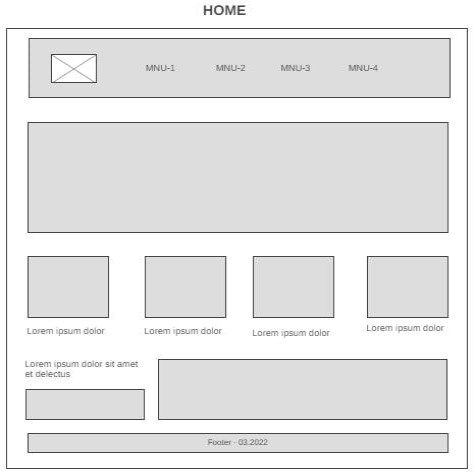 HOME
MNU-1
MNU-2
MNU-3
MNU-4
Lorem ipsum dolor
Lorem ipsum dolor
Lorem ipsum dolor
Lorem ipsum dolor
Lorem ipsum dolor sit amet
et delectus
Footer - 03.2022